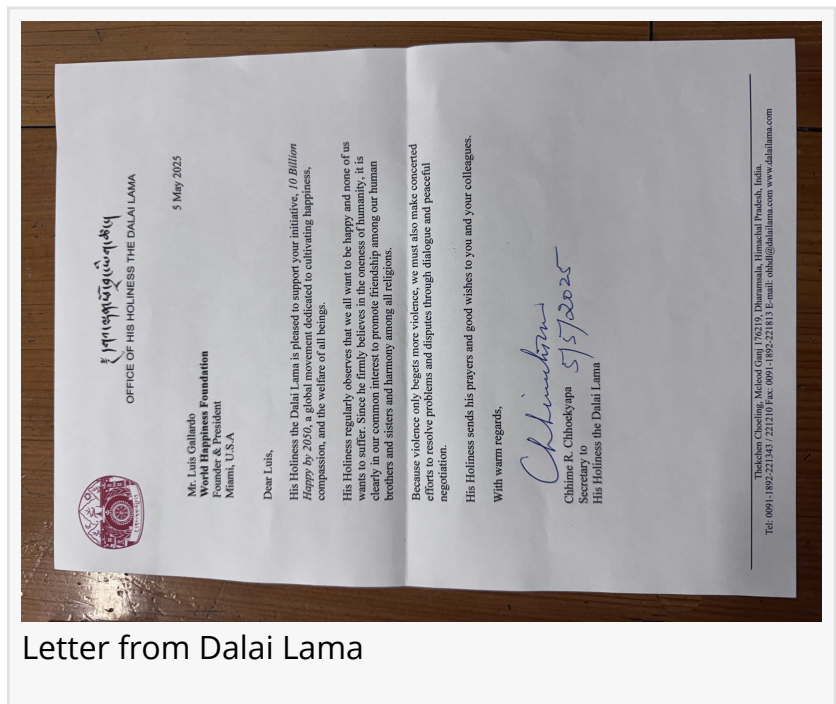 OFFICE OF HIS HOLINESS THE DALAI LAMA
5 May 2025
Mr. Luis Gallardo
World Happiness Foundation
Founder & President
Miami, U.S.A
Dear Luis,
His Holiness the Dalai Lama is pleased to support your initiative, 10 Billion
Happy by 2050, a global movement dedicated to cultivating happiness,
compassion, and the welfare of all beings.
His Holiness regularly observes that we all want to be happy and none of us
wants to suffer. Since he firmly believes in the oneness of humanity, it is
clearly in our common interest to promote friendship among our human
brothers and sisters and harmony among all religions.
Because violence only begets more violence, we must also make concerted
efforts to resolve problems and disputes through dialogue and peaceful
negotiation.
His Holiness sends his prayers and good wishes to you and your colleagues.
With warm regards,
5/5/2025
Chhime R. Chhoekyapa
Secretary to
His Holiness the Dalai Lama
Thekchen Choeling, Mcleod Ganj 176219, Dharamsala, Himachal Pradesh, India.
Tel: 0091-1892-221343 / 221210 Fax: 0091-1892-221813 E-mail: ohhdl@dalailama.com www.dalailama.com
Letter from Dalai Lama